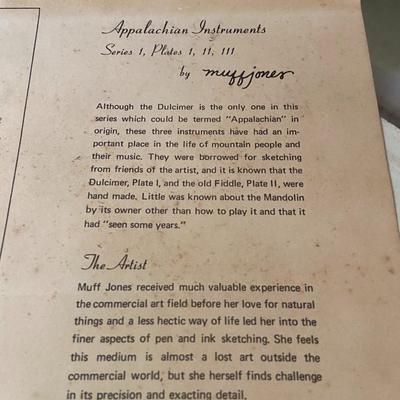 Appalachian Instruments
Series 1, Plates 1, 11, 111
by muffjones
Although the Dulcimer is the only one in this
series which could be termed "Appalachian" in
origin, these three instruments have had an im-
portant place in the life of mountain people and
their music. They were borrowed for sketching
from friends of the artist, and it is known that the
Dulcimer, Plate I, and the old Fiddle, Plate II, were
hand made. Little was known about the Mandolin
by its owner other than how to play it and that it
had "seen some years."
The Artist
Muff Jones received much valuable experience in
the commercial art field before her love for natural
things and a less hectic way of life led her into the
finer aspects of pen and ink sketching. She feels
this medium is almost a lost art outside the
commercial world, but she herself finds challenge
in its precision and exacting detail.